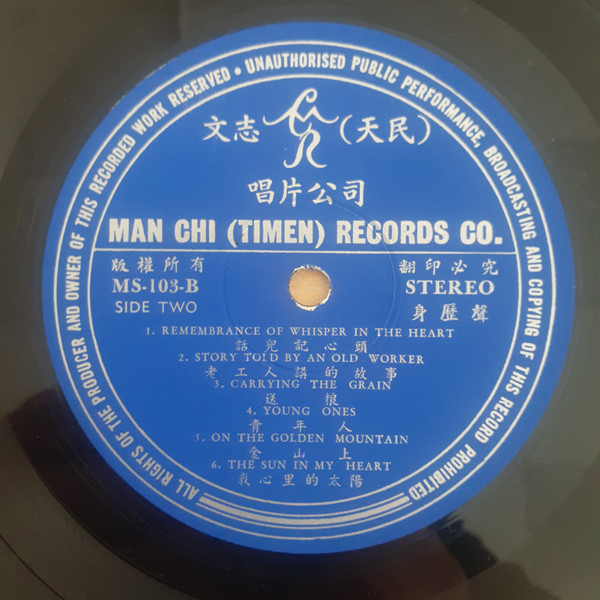 ALL RIGHTS OF THE PRODUCER AND OWNER OF THIS RECORDED WORK RESERVED • UNAUTHORISED PUBLIC PERFORMANCE, BROADCASTING AND COPYING OF THIS RECORD PROHIBITED
文志 (天民)
唱片公司
MAN CHI (TIMEN) RECORDS CO.
版權所有 翻印必究
MS-103-B STEREO
SIDE TWO 身歷聲
1. REMEMBRANCE OF WHISPER IN THE HEART
話兒記心頭
2. STORY TOLD BY AN OLD WORKER
老工人講的故事
3. CARRYING THE GRAIN
送粮
4. YOUNG ONES
青年人
5. ON THE GOLDEN MOUNTAIN
金山上
6. THE SUN IN MY HEART
我心里的太陽